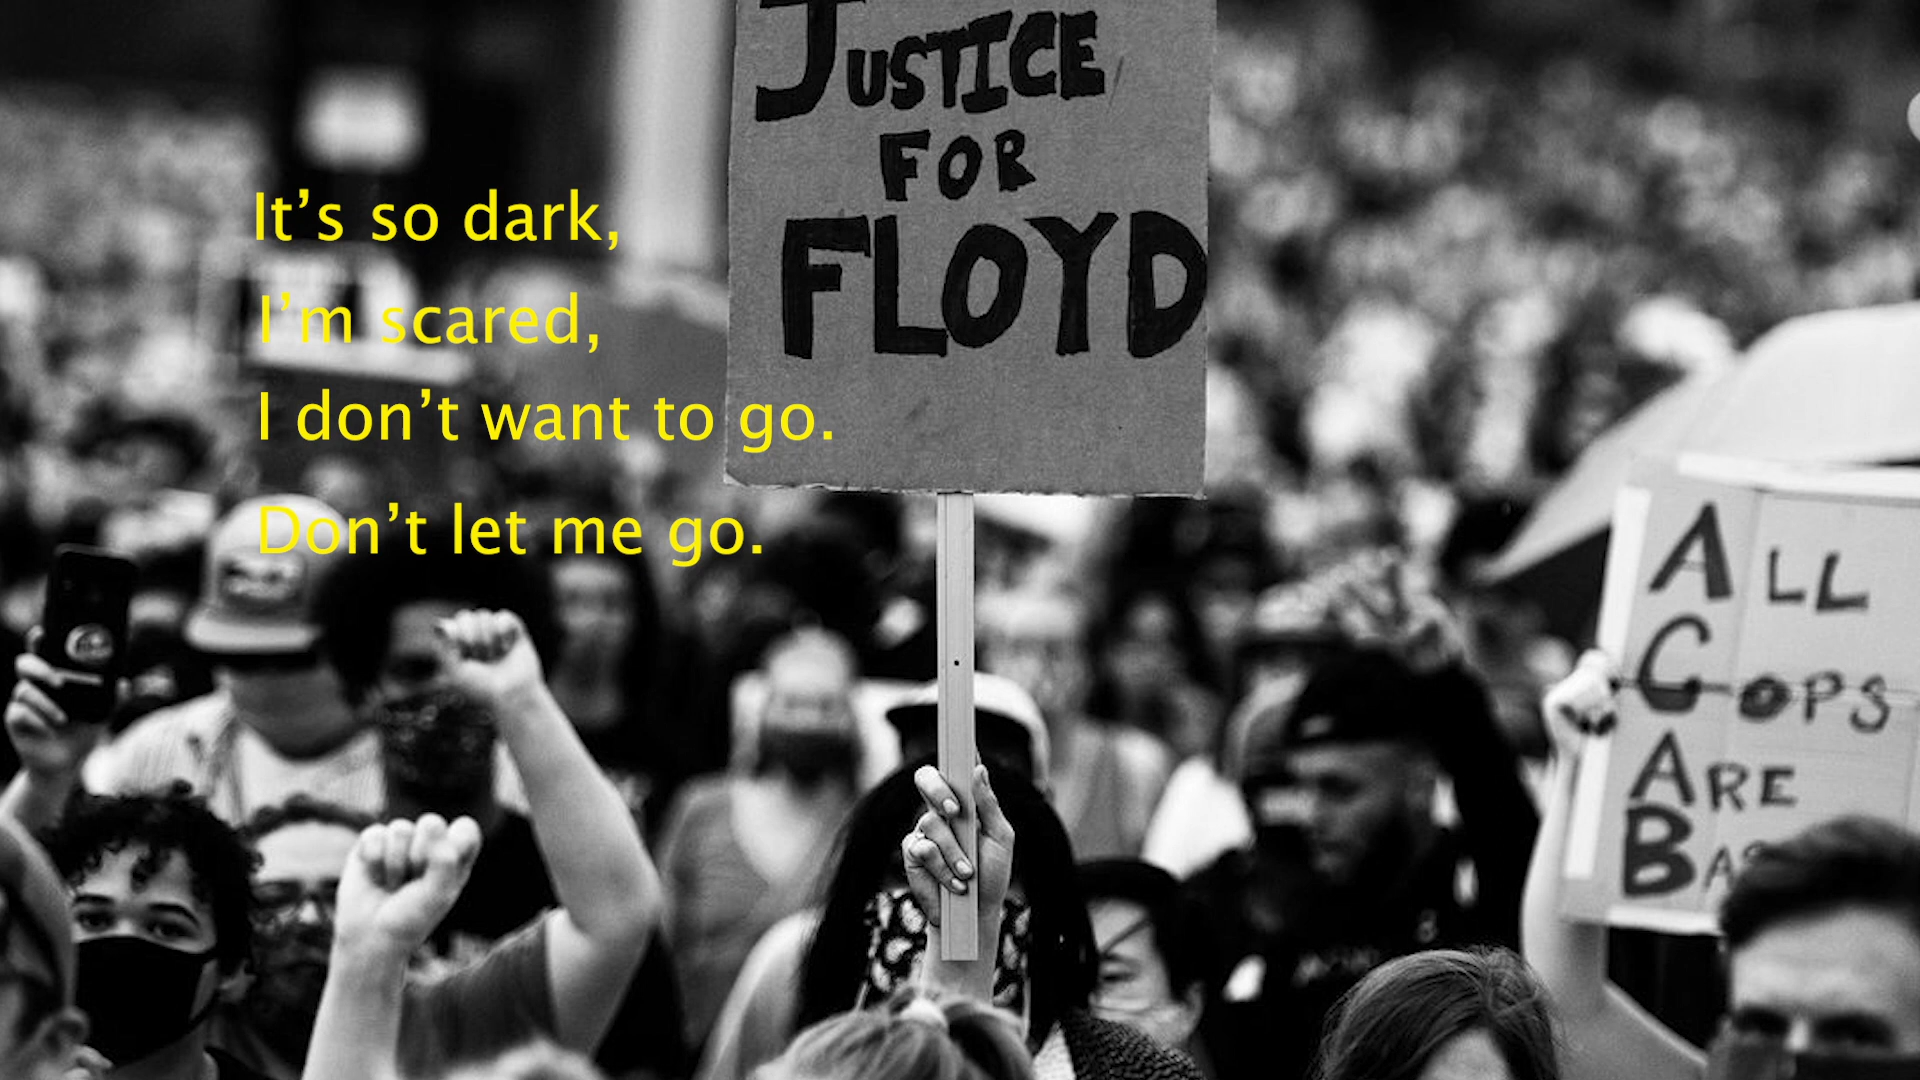 JUSTICE
FOR
FLOYD
It's so dark,
I'm scared,
I don't want to go.
Don't let me go.
ALL
COPS
ARE